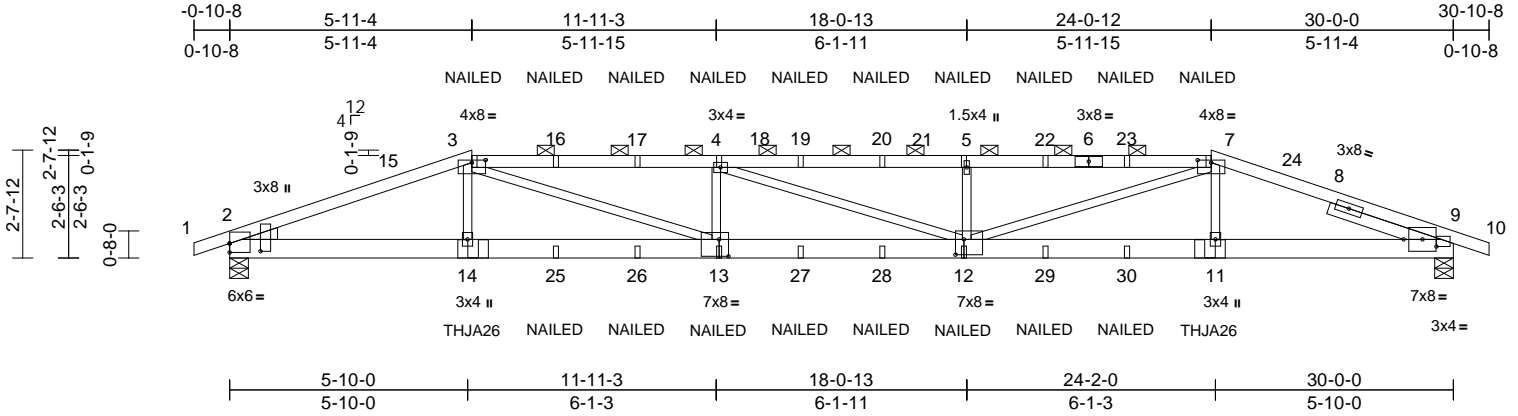 -0-10-8 5-11-4 11-11-3 18-0-13 24-0-12 30-0-0 30-10-8
0-10-8 5-11-4 5-11-15 6-1-11 5-11-15 5-11-4 0-10-8
NAILED NAILED NAILED NAILED NAILED NAILED NAILED NAILED NAILED NAILED
12
4
4x8 = 3x4 = 1.5x4 II 3x8 = 4x8 =
3 16 17 4 18 19 20 21 5 22 6 23 7
0-1-9
15
24
3x8 =
8
3x8 II
2-7-12
2-6-3
2-7-12
2-6-3
0-1-9
0-8-0
1 2 9 10
14 25 26 13 27 28 12 29 30 11
6x6 = 3x4 II 7x8 = 7x8 = 3x4 II 7x8 =
3x4 =
THJA26 NAILED NAILED NAILED NAILED NAILED NAILED NAILED NAILED THJA26
5-10-0 11-11-3 18-0-13 24-2-0 30-0-0
5-10-0 6-1-3 6-1-11 6-1-3 5-10-0